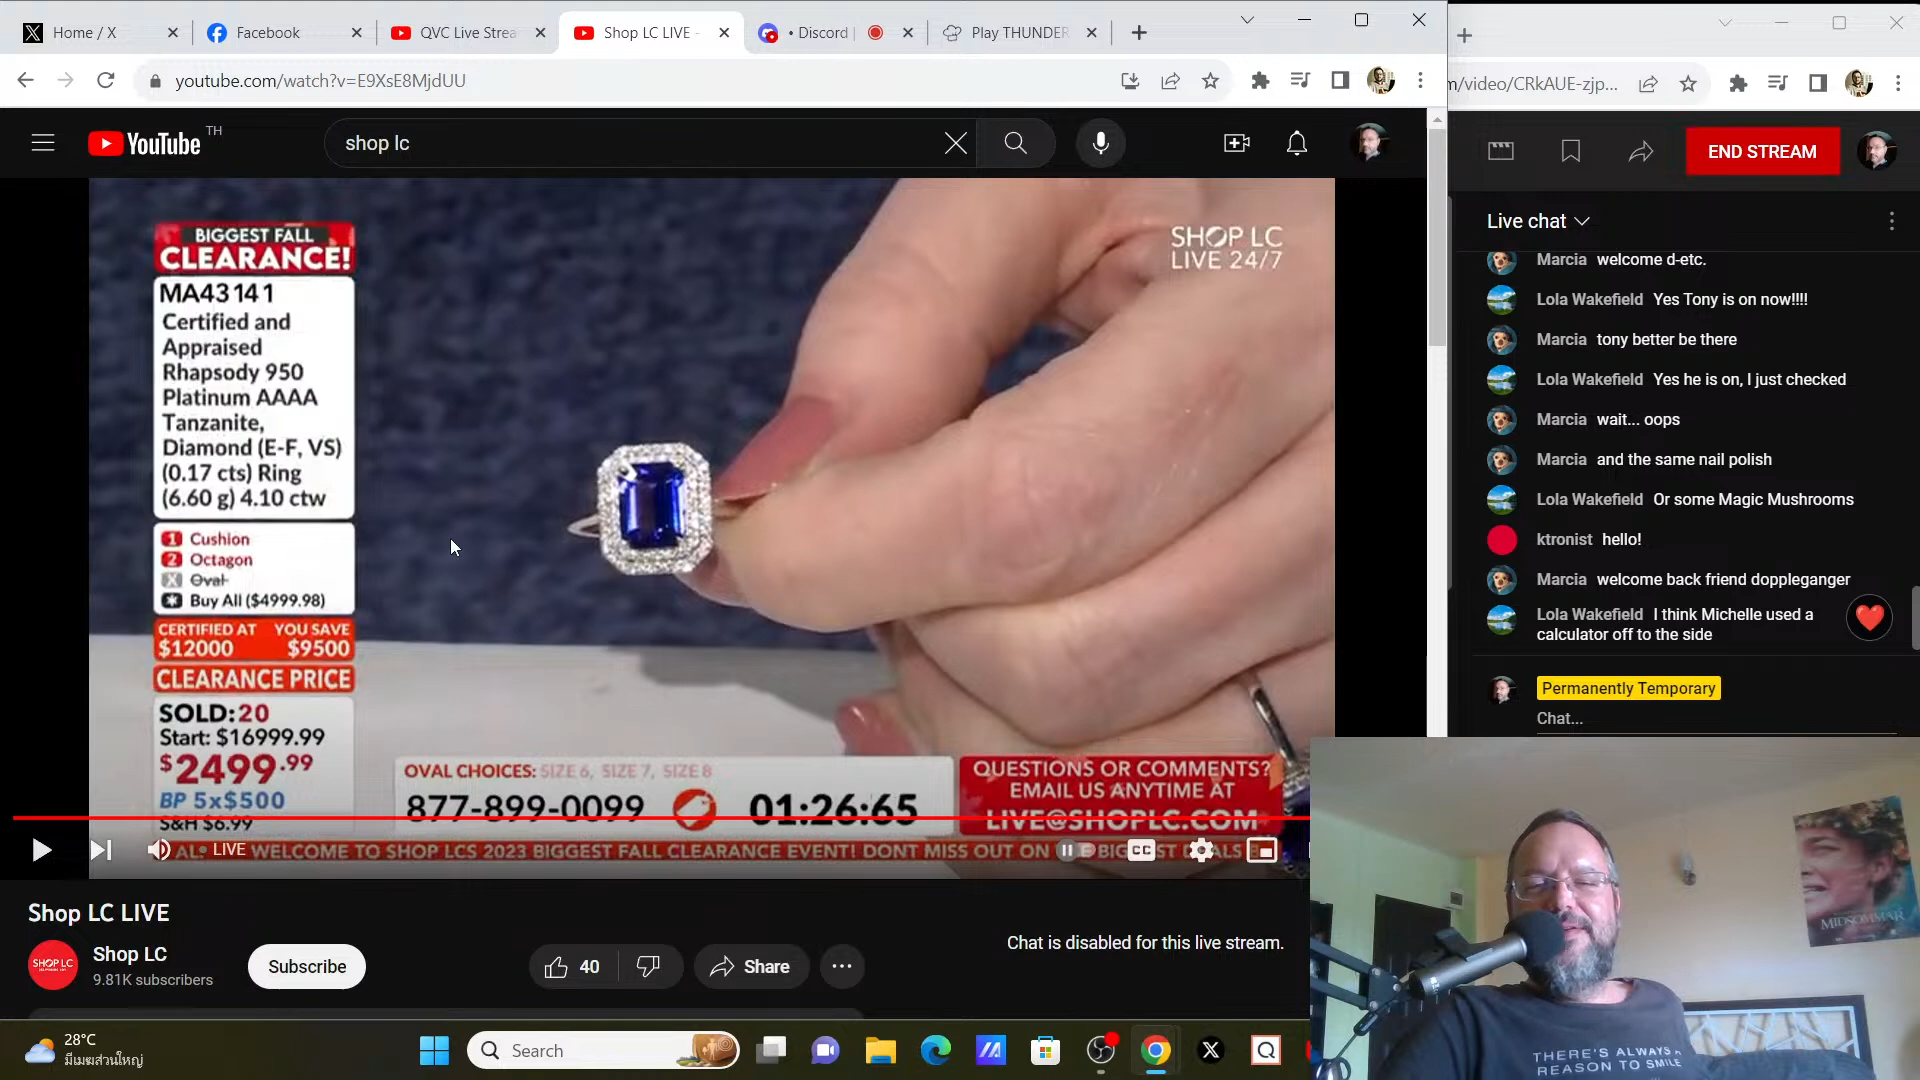 Home / X
Facebook
QVC Live Strea
Shop LC LIVE -
• Discord |
Play THUNDER
youtube.com/watch?v=E9XsE8MjdUU
n/video/CRkAUE-zjp...
YouTube TH
shop lc
END STREAM
Live chat
Marcia welcome d-etc.
Lola Wakefield Yes Tony is on now!!!!
Marcia tony better be there
Lola Wakefield Yes he is on, I just checked
Marcia wait... oops
Marcia and the same nail polish
Lola Wakefield Or some Magic Mushrooms
ktronist hello!
Marcia welcome back friend doppleganger
Lola Wakefield I think Michelle used a
calculator off to the side
Permanently Temporary
Chat...
SHOP LC
LIVE 24/7
BIGGEST FALL
CLEARANCE!
MA43141
Certified and
Appraised
Rhapsody 950
Platinum AAAA
Tanzanite,
Diamond (E-F, VS)
(0.17 cts) Ring
(6.60 g) 4.10 ctw
1 Cushion
2 Octagon
X Oval
* Buy All ($4999.98)
CERTIFIED AT YOU SAVE
$12000 $9500
CLEARANCE PRICE
SOLD:20
Start: $16999.99
$2499.99
BP 5x$500
S&H $6.99
OVAL CHOICES: SIZE 6, SIZE 7, SIZE 8
877-899-0099 01:26:65
QUESTIONS OR COMMENTS?
EMAIL US ANYTIME AT
LIVE@SHOPLC.COM
LIVE
WELCOME TO SHOP LCS 2023 BIGGEST FALL CLEARANCE EVENT! DONT MISS OUT ON
CC
Shop LC LIVE
SHOP LC
Shop LC
9.81K subscribers
Subscribe
40
Share
Chat is disabled for this live stream.
MIDSOMMAR
THERE'S ALWAYS A
REASON TO SMILE
28°C
มีเมฆส่วนใหญ่
Search